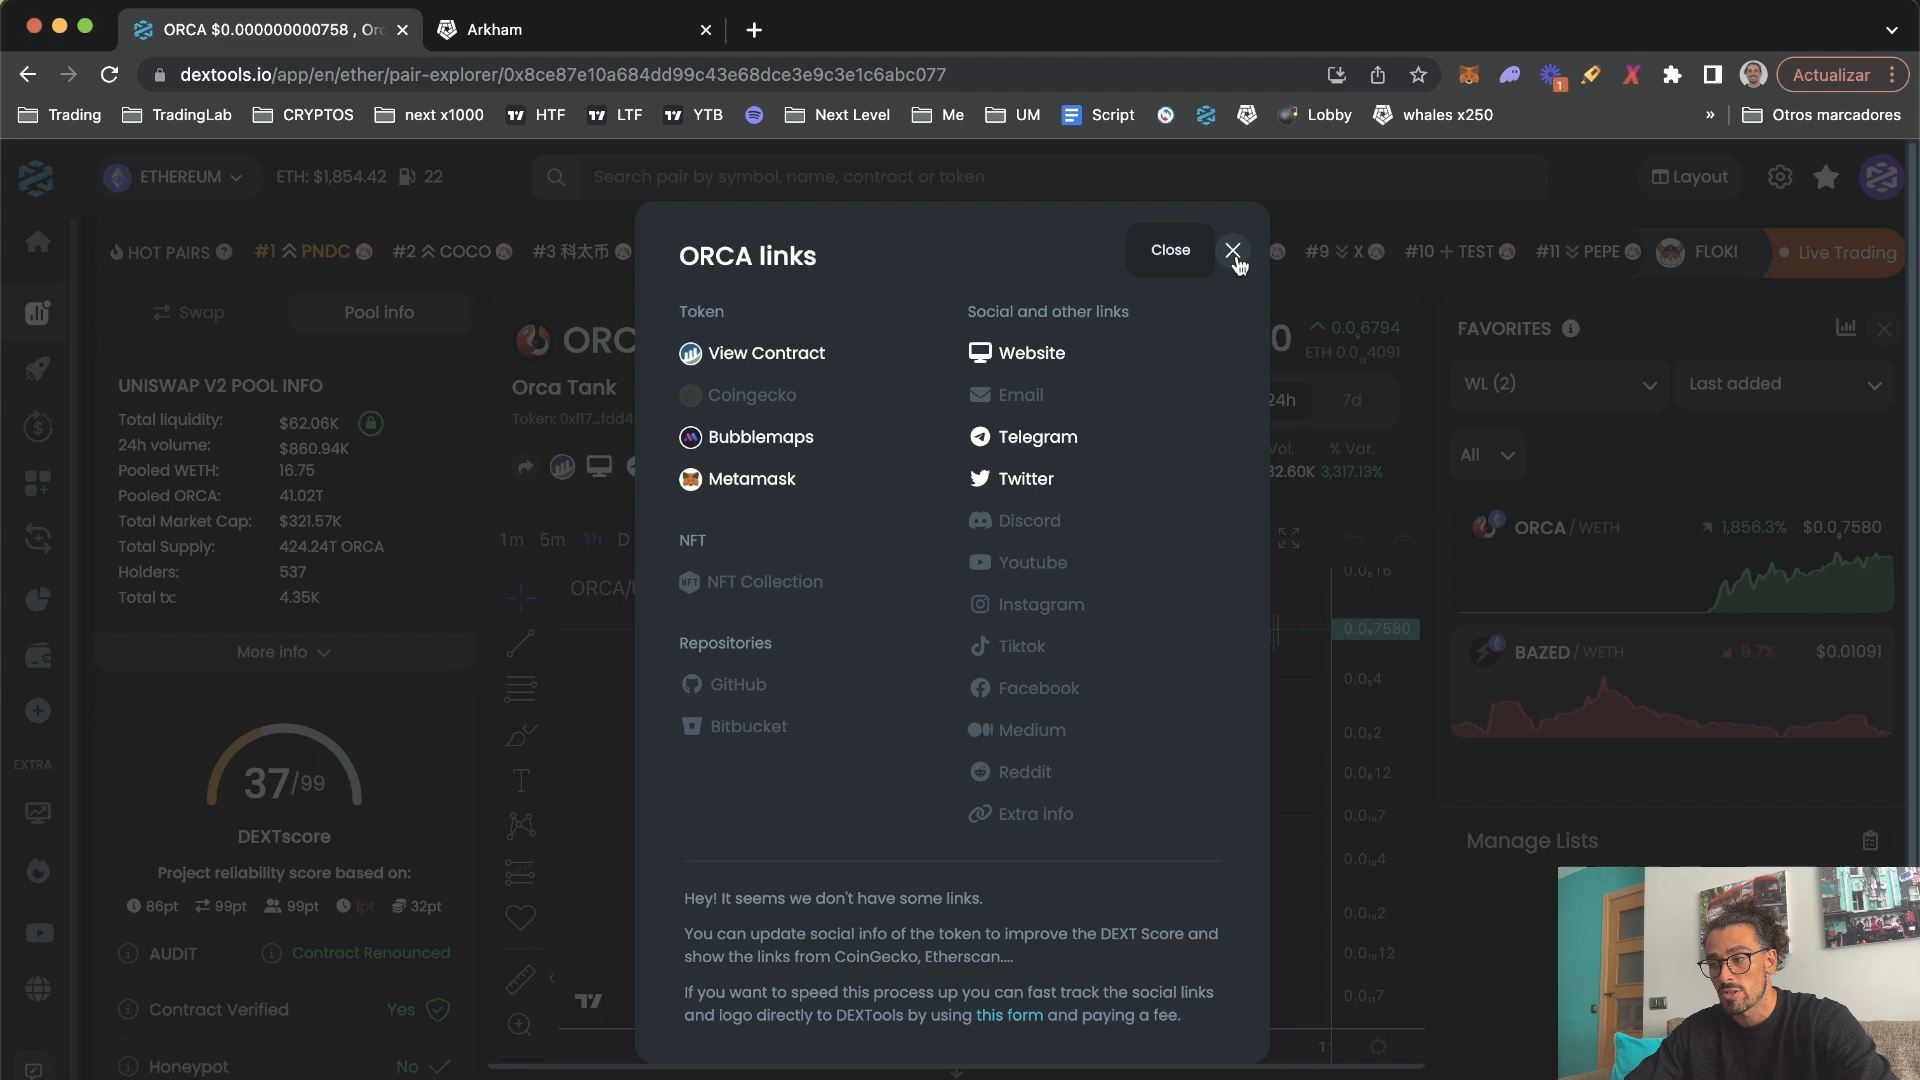 ORCA $0.000000000758 , Orc
Arkham
dextools.io/app/en/ether/pair-explorer/0x8ce87e10a684dd99c43e68dce3e9c3e1c6abc077
1
Actualizar
Trading
TradingLab
CRYPTOS
next x1000
HTF
LTF
YTB
Next Level
Me
UM
Script
Lobby
whales x250
»
Otros marcadores
ETHEREUM
ETH: $1,854.42
22
Search pair by symbol, name, contract or token
Layout
HOT PAIRS
#1 PNDC
#2 COCO
#3 科太币
#9 X
#10 TEST
#11 PEPE
FLOKI
Live Trading
Swap
Pool info
UNISWAP V2 POOL INFO
Total liquidity: $62.06K
24h volume: $860.94K
Pooled WETH: 16.75
Pooled ORCA: 41.02T
Total Market Cap: $321.57K
Total Supply: 424.24T ORCA
Holders: 537
Total tx: 4.35K
More info
EXTRA
37/99
DEXTscore
Project reliability score based on:
86pt 99pt 99pt 1pt 32pt
AUDIT
Contract Renounced
Contract Verified
Yes
Honeypot
No
ORC
Orca Tank
Token: 0xf17...fdd4
1m 5m 1h D
ORCA/
ORCA links
Close
Token
View Contract
Coingecko
Bubblemaps
Metamask
NFT
NFT Collection
Repositories
GitHub
Bitbucket
Social and other links
Website
Email
Telegram
Twitter
Discord
Youtube
Instagram
Tiktok
Facebook
Medium
Reddit
Extra info
Hey! It seems we don't have some links.
You can update social info of the token to improve the DEXT Score and
show the links from CoinGecko, Etherscan....
If you want to speed this process up you can fast track the social links
and logo directly to DEXTools by using this form and paying a fee.
24h
7d
Vol.
% Var.
32.60K
3,317.13%
FAVORITES
WL (2)
Last added
All
ORCA / WETH
1,856.3%
BAZED / WETH
9.7%
$0.01091
Manage Lists